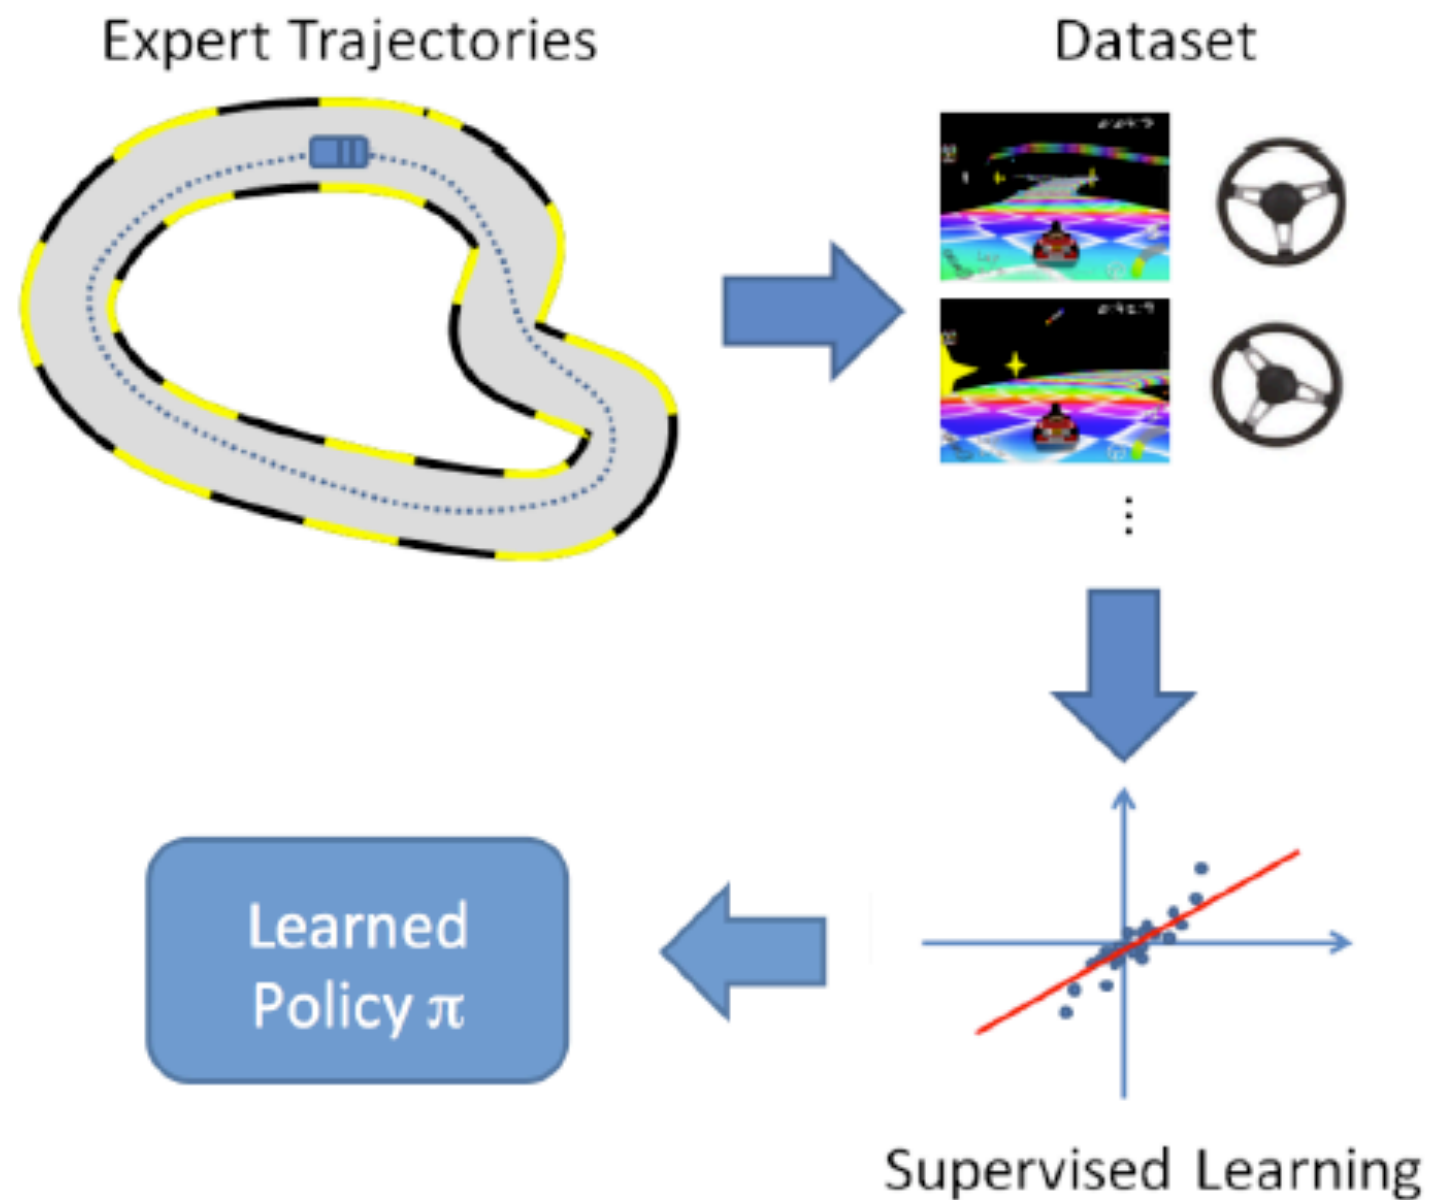 Expert Trajectories
Dataset
Learned
Policy π
Supervised Learning